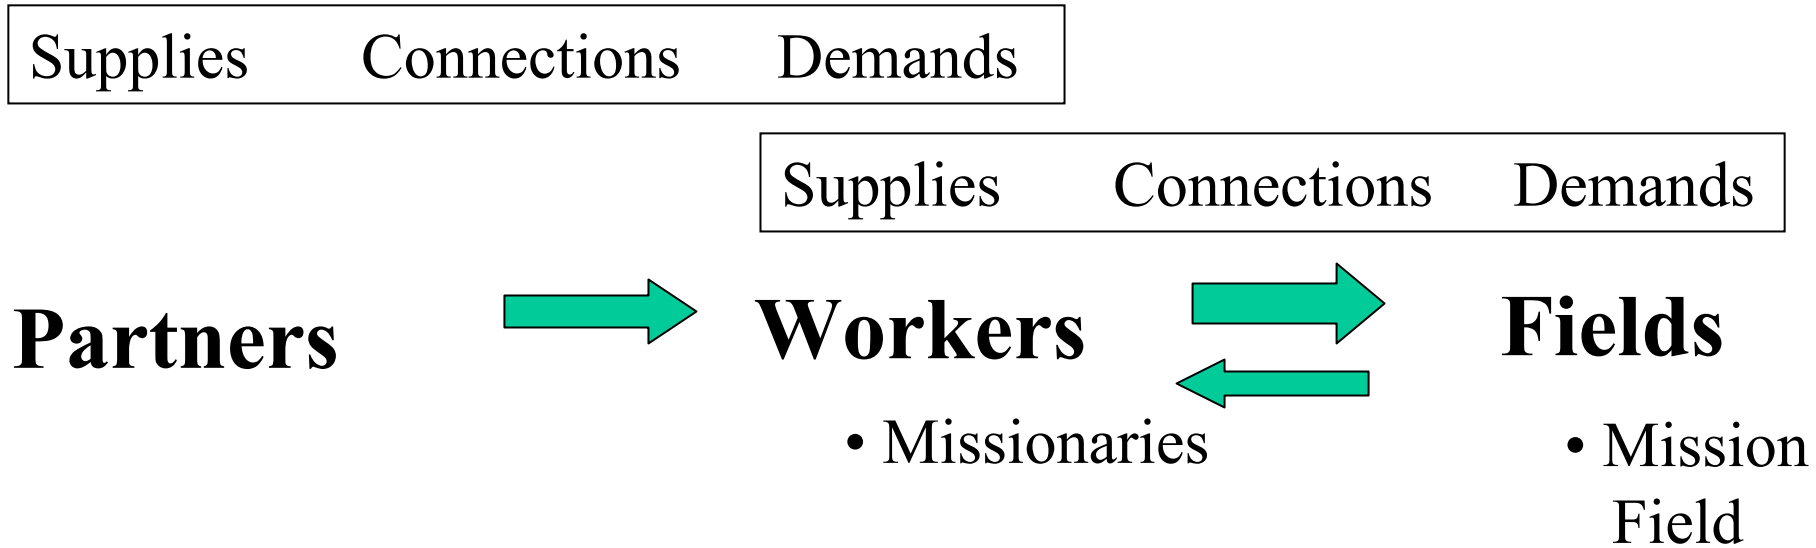 Supplies Connections Demands
Supplies Connections Demands
Partners Workers Fields
• Missionaries • Mission
Field